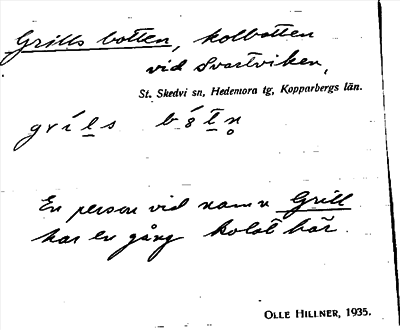 Grills botten, kolbotten
vid Svartviken,
St. Skedvi sn, Hedemora tg, Kopparbergs län.
En person vid namn Grill
har en gång kolat här.
OLLE HILLNER, 1935.